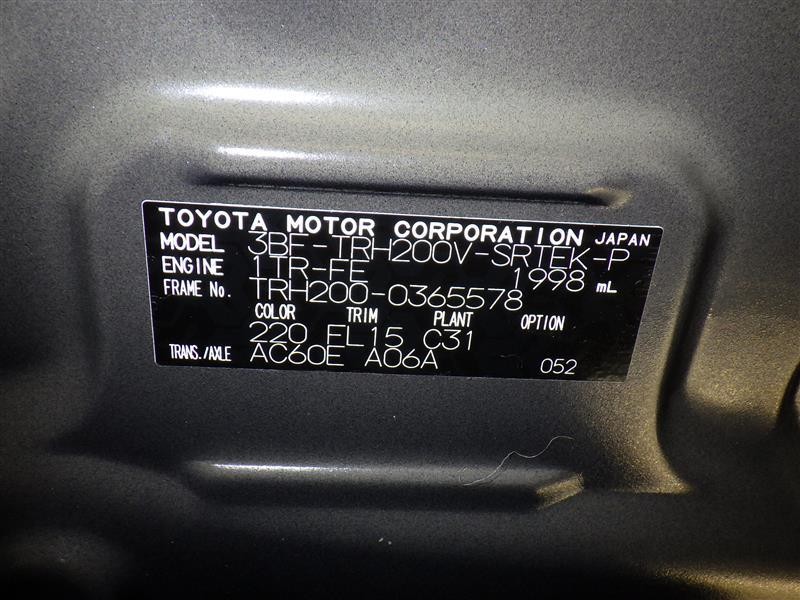 TOYOTA MOTOR CORPORATION JAPAN
MODEL 3BF-TRH200V-SRTEK-P
ENGINE 1TR-FE 1998 mL
FRAME No. TRH200-0365578
COLOR TRIM PLANT OPTION
220 FL15 C31
TRANS./AXLE AC60E A06A 052